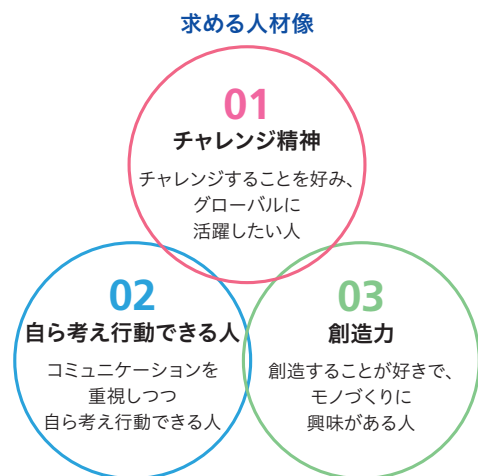 求める人材像
01
チャレンジ精神
チャレンジすることを好み、
グローバルに
活躍したい人
02
自ら考え行動できる人
コミュニケーションを
重視しつつ
自ら考え行動できる人
03
創造力
創造することが好きで、
モノづくりに
興味がある人